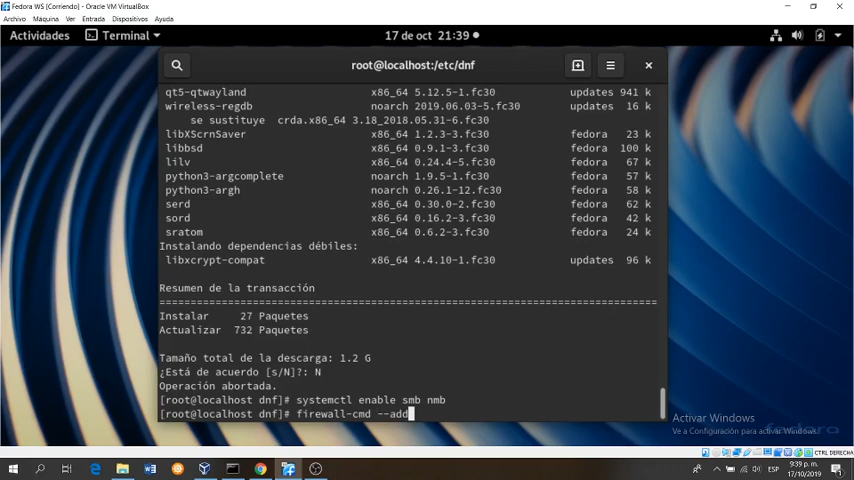 Fedora WS [Corriendo] - Oracle VM VirtualBox
Archivo Máquina Ver Entrada Dispositivos Ayuda
Actividades Terminal 17 de oct 21:39
root@localhost:/etc/dnf
qt5-qtwayland x86_64 5.12.5-1.fc30 updates 941 k
wireless-regdb noarch 2019.06.03-5.fc30 updates 16 k
se sustituye crda.x86_64 3.18_2018.05.31-6.fc30
libXScrnSaver x86_64 1.2.3-3.fc30 fedora 23 k
libbsd x86_64 0.9.1-3.fc30 fedora 100 k
lilv x86_64 0.24.4-5.fc30 fedora 67 k
python3-argcomplete noarch 1.9.5-1.fc30 fedora 57 k
python3-argh noarch 0.26.1-12.fc30 fedora 58 k
serd x86_64 0.30.0-2.fc30 fedora 62 k
sord x86_64 0.16.2-3.fc30 fedora 42 k
sratom x86_64 0.6.2-3.fc30 fedora 24 k
Instalando dependencias débiles:
libxcrypt-compat x86_64 4.4.10-1.fc30 updates 96 k
Resumen de la transacción
================================================================================
Instalar 27 Paquetes
Actualizar 732 Paquetes
Tamaño total de la descarga: 1.2 G
¿Está de acuerdo [s/N]?: N
Operación abortada.
[root@localhost dnf]# systemctl enable smb nmb
[root@localhost dnf]# firewall-cmd --add
Activar Windows
Ve a Configuración para activar Windows.
fedora
CTRL DERECHA
ESP
9:39 p. m.
17/10/2019